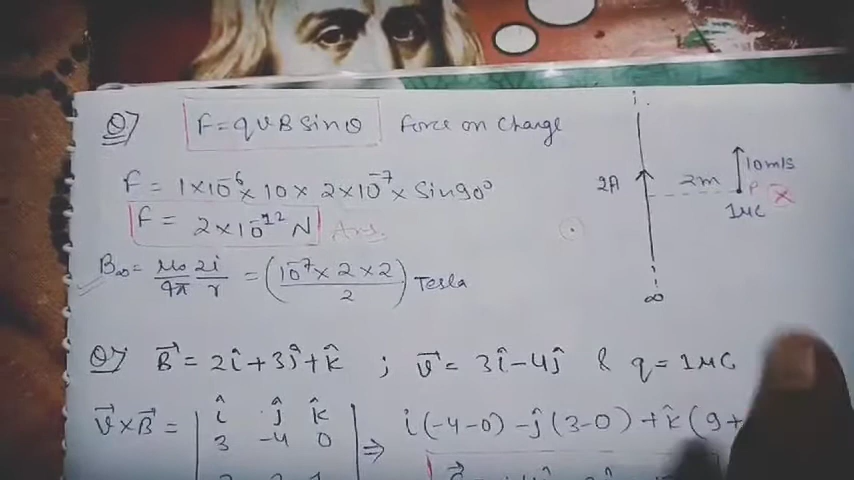 Q7 F = qvB sinθ Force on Charge
F = 1×10⁻⁶ × 10 × 2×10⁻⁷ × Sin90°
F = 2×10⁻¹² N Ans.
B∞ = μ₀/4π 2i/r = (10⁻⁷×2×2/2) Tesla
2A 2m 10m/s
P x
1μC
∞
Q7 B⃗ = 2î+3ĵ+k̂ ; v⃗ = 3î-4ĵ & q = 1μC
v⃗×B⃗ = | î ĵ k̂ | ⇒ i(-4-0) -ĵ(3-0) + k̂(9+
3 -4 0